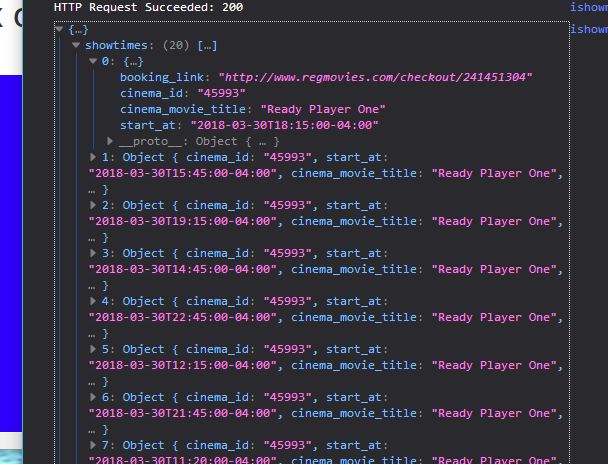 HTTP Request Succeeded: 200
ishown
{…}
ishown
showtimes: (20) […]
0: {…}
booking_link: "http://www.regmovies.com/checkout/241451304"
cinema_id: "45993"
cinema_movie_title: "Ready Player One"
start_at: "2018-03-30T18:15:00-04:00"
__proto__: Object { … }
1: Object { cinema_id: "45993", start_at:
"2018-03-30T15:45:00-04:00", cinema_movie_title: "Ready Player One",
… }
2: Object { cinema_id: "45993", start_at:
"2018-03-30T19:15:00-04:00", cinema_movie_title: "Ready Player One",
… }
3: Object { cinema_id: "45993", start_at:
"2018-03-30T14:45:00-04:00", cinema_movie_title: "Ready Player One",
… }
4: Object { cinema_id: "45993", start_at:
"2018-03-30T22:45:00-04:00", cinema_movie_title: "Ready Player One",
… }
5: Object { cinema_id: "45993", start_at:
"2018-03-30T12:15:00-04:00", cinema_movie_title: "Ready Player One",
… }
6: Object { cinema_id: "45993", start_at:
"2018-03-30T21:45:00-04:00", cinema_movie_title: "Ready Player One",
… }
7: Object { cinema_id: "45993", start_at:
"2018-03-30T11:20:00-04:00", cinema_movie_title: "Ready Player One",